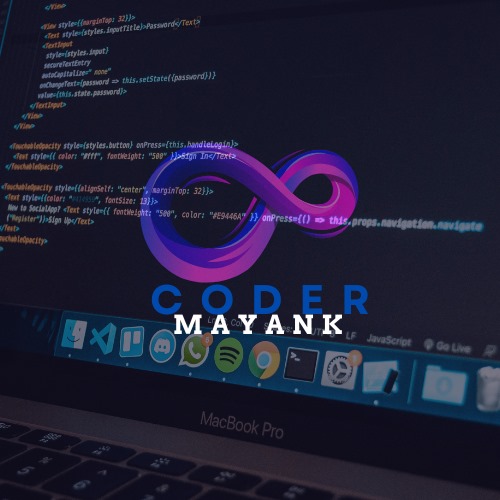 </View>
<View style={{marginTop: 32}}>
<Text style={styles.inputTitle}>Password</Text>
<TextInput
style={styles.input}
secureTextEntry
autoCapitalize="none"
onChangeText={password => this.setState({password})}
value={this.state.password}>
</TextInput>
</View>
</View>
<TouchableOpacity style={styles.button} onPress={this.handleLogin}>
<Text style={{ color: "#fff", fontWeight: "500" }}>Sign in</Text>
</TouchableOpacity>
<TouchableOpacity style={{alignSelf: "center", marginTop: 32}}>
<Text style={{color: fontSize: 13}}>
New to SocialApp? <Text style={{ fontWeight: "500", color: "#E9446A" }} onPress={() => this.props.navigation.navigate
("Register")}>Sign Up</Text>
</Text>
</TouchableOpacity>
CODER
MAYANK
LF JavaScript Go Live
MacBook Pro